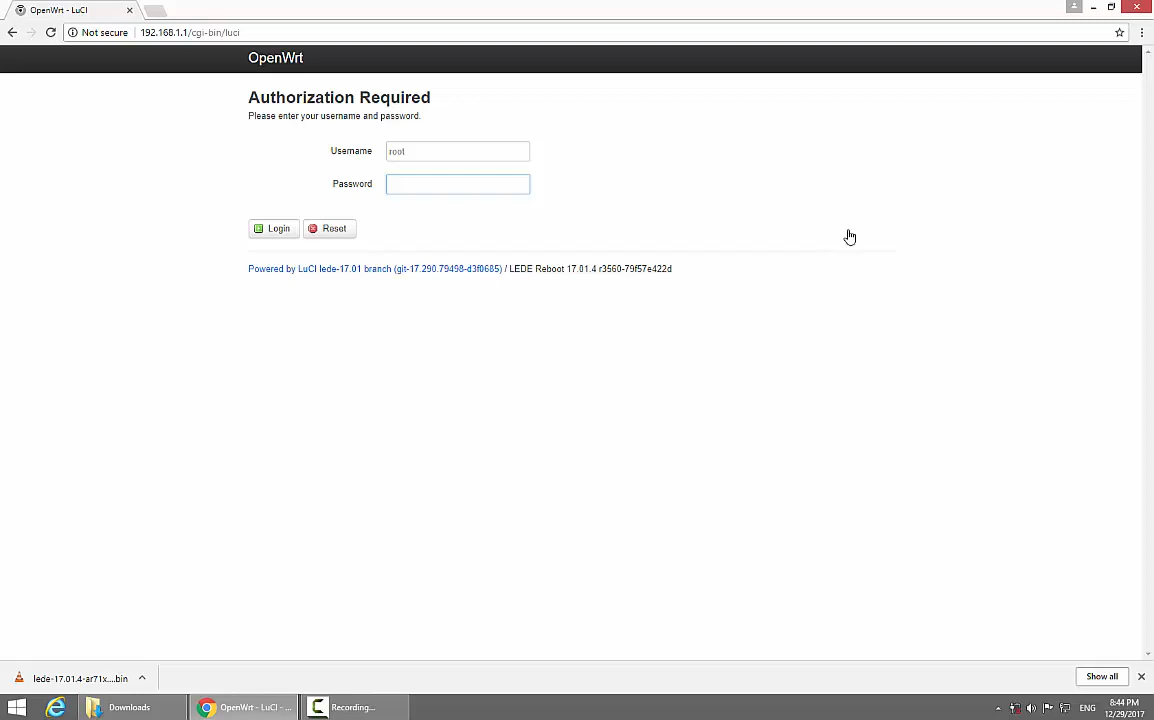 OpenWrt - LuCI
Not secure
192.168.1.1/cgi-bin/luci
OpenWrt
Authorization Required
Please enter your username and password.
Username
root
Password
Login
Reset
Powered by LuCI lede-17.01 branch (git-17.290.79498-d3f0685) / LEDE Reboot 17.01.4 r3560-79f57e422d
lede-17.01.4-ar71x....bin
Show all
Downloads
OpenWrt - LuCI - ...
Recording...
ENG
8:44 PM
12/29/2017